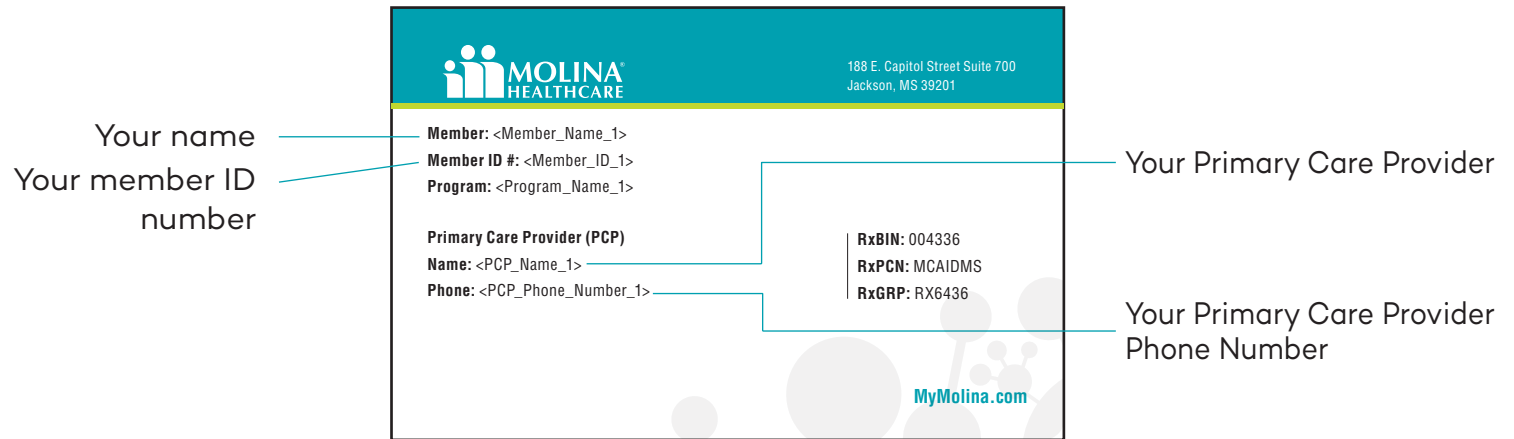 MOLINA®
HEALTHCARE
188 E. Capitol Street Suite 700
Jackson, MS 39201
Your name
Your member ID
number
Member: <Member_Name_1>
Member ID #: <Member_ID_1>
Program: <Program_Name_1>
Primary Care Provider (PCP)
Name: <PCP_Name_1>
Phone: <PCP_Phone_Number_1>
RxBIN: 004336
RxPCN: MCAIDMS
RxGRP: RX6436
MyMolina.com
Your Primary Care Provider
Your Primary Care Provider
Phone Number